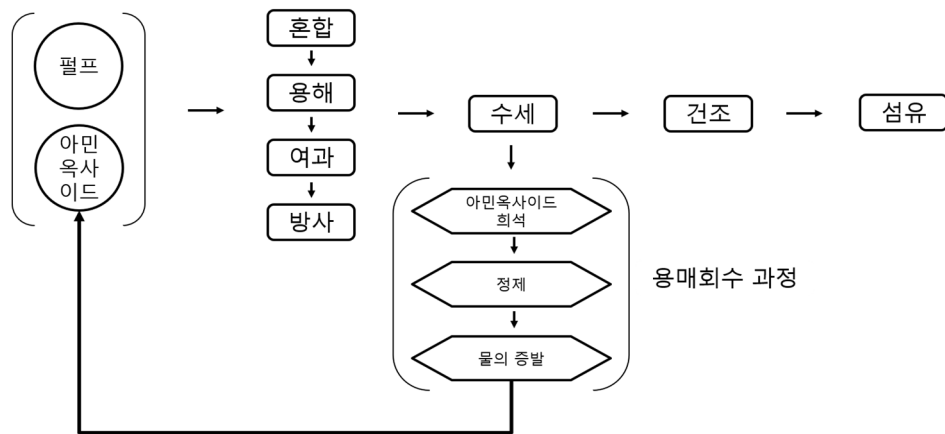 펄프
아민
옥사
이드
혼합
용해
여과
방사
수세
건조
섬유
아민옥사이드
희석
정제
물의 증발
용매회수 과정